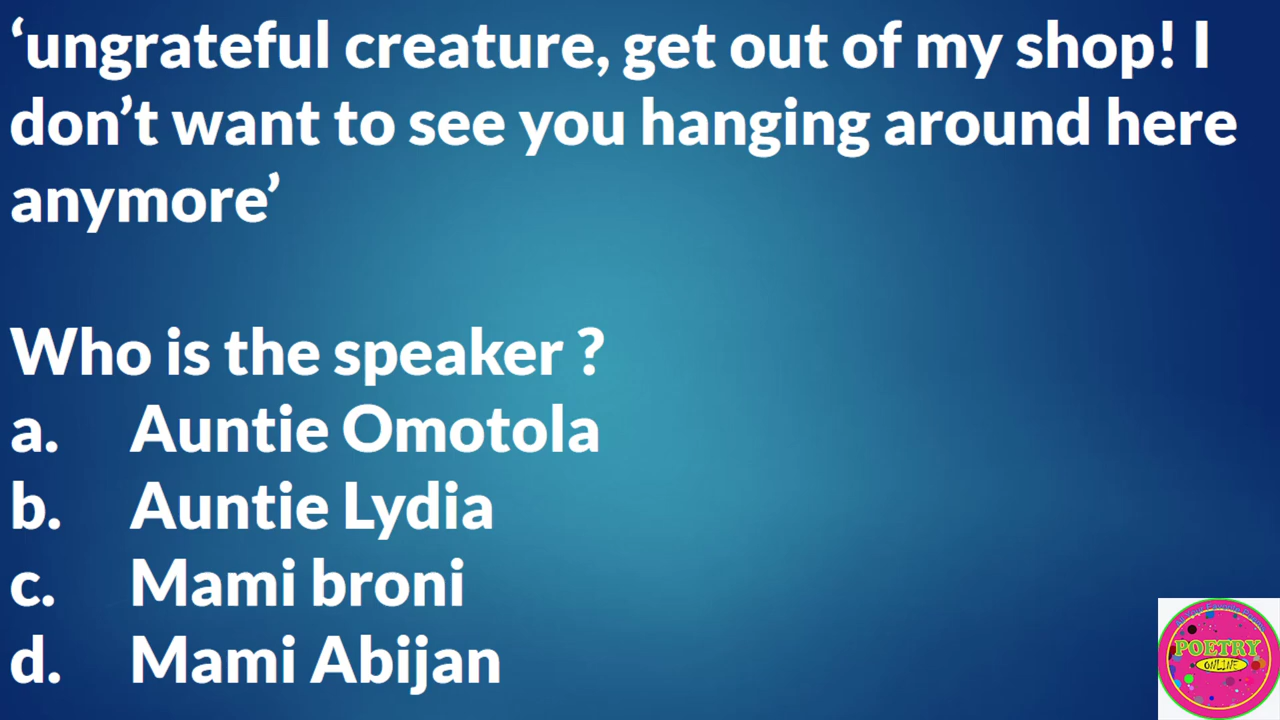 ‘ungrateful creature, get out of my shop! I
don’t want to see you hanging around here
anymore’
Who is the speaker ?
a. Auntie Omotola
b. Auntie Lydia
c. Mami broni
d. Mami Abijan
POETRY
ONLINE